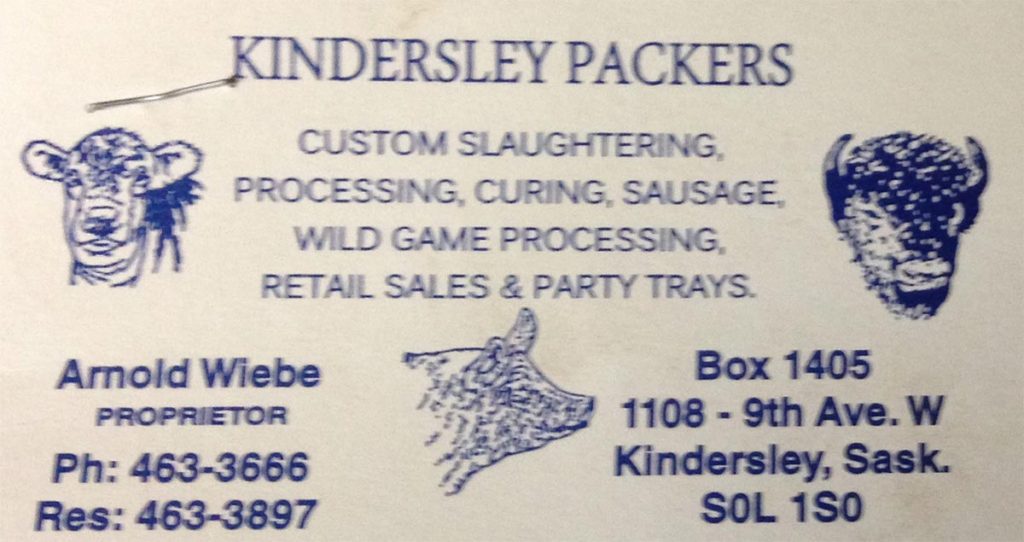 KINDERSLEY PACKERS
CUSTOM SLAUGHTERING,
PROCESSING, CURING, SAUSAGE,
WILD GAME PROCESSING,
RETAIL SALES & PARTY TRAYS.
Arnold Wiebe
PROPRIETOR
Ph: 463-3666
Res: 463-3897
Box 1405
1108 - 9th Ave. W
Kindersley, Sask.
S0L 1S0